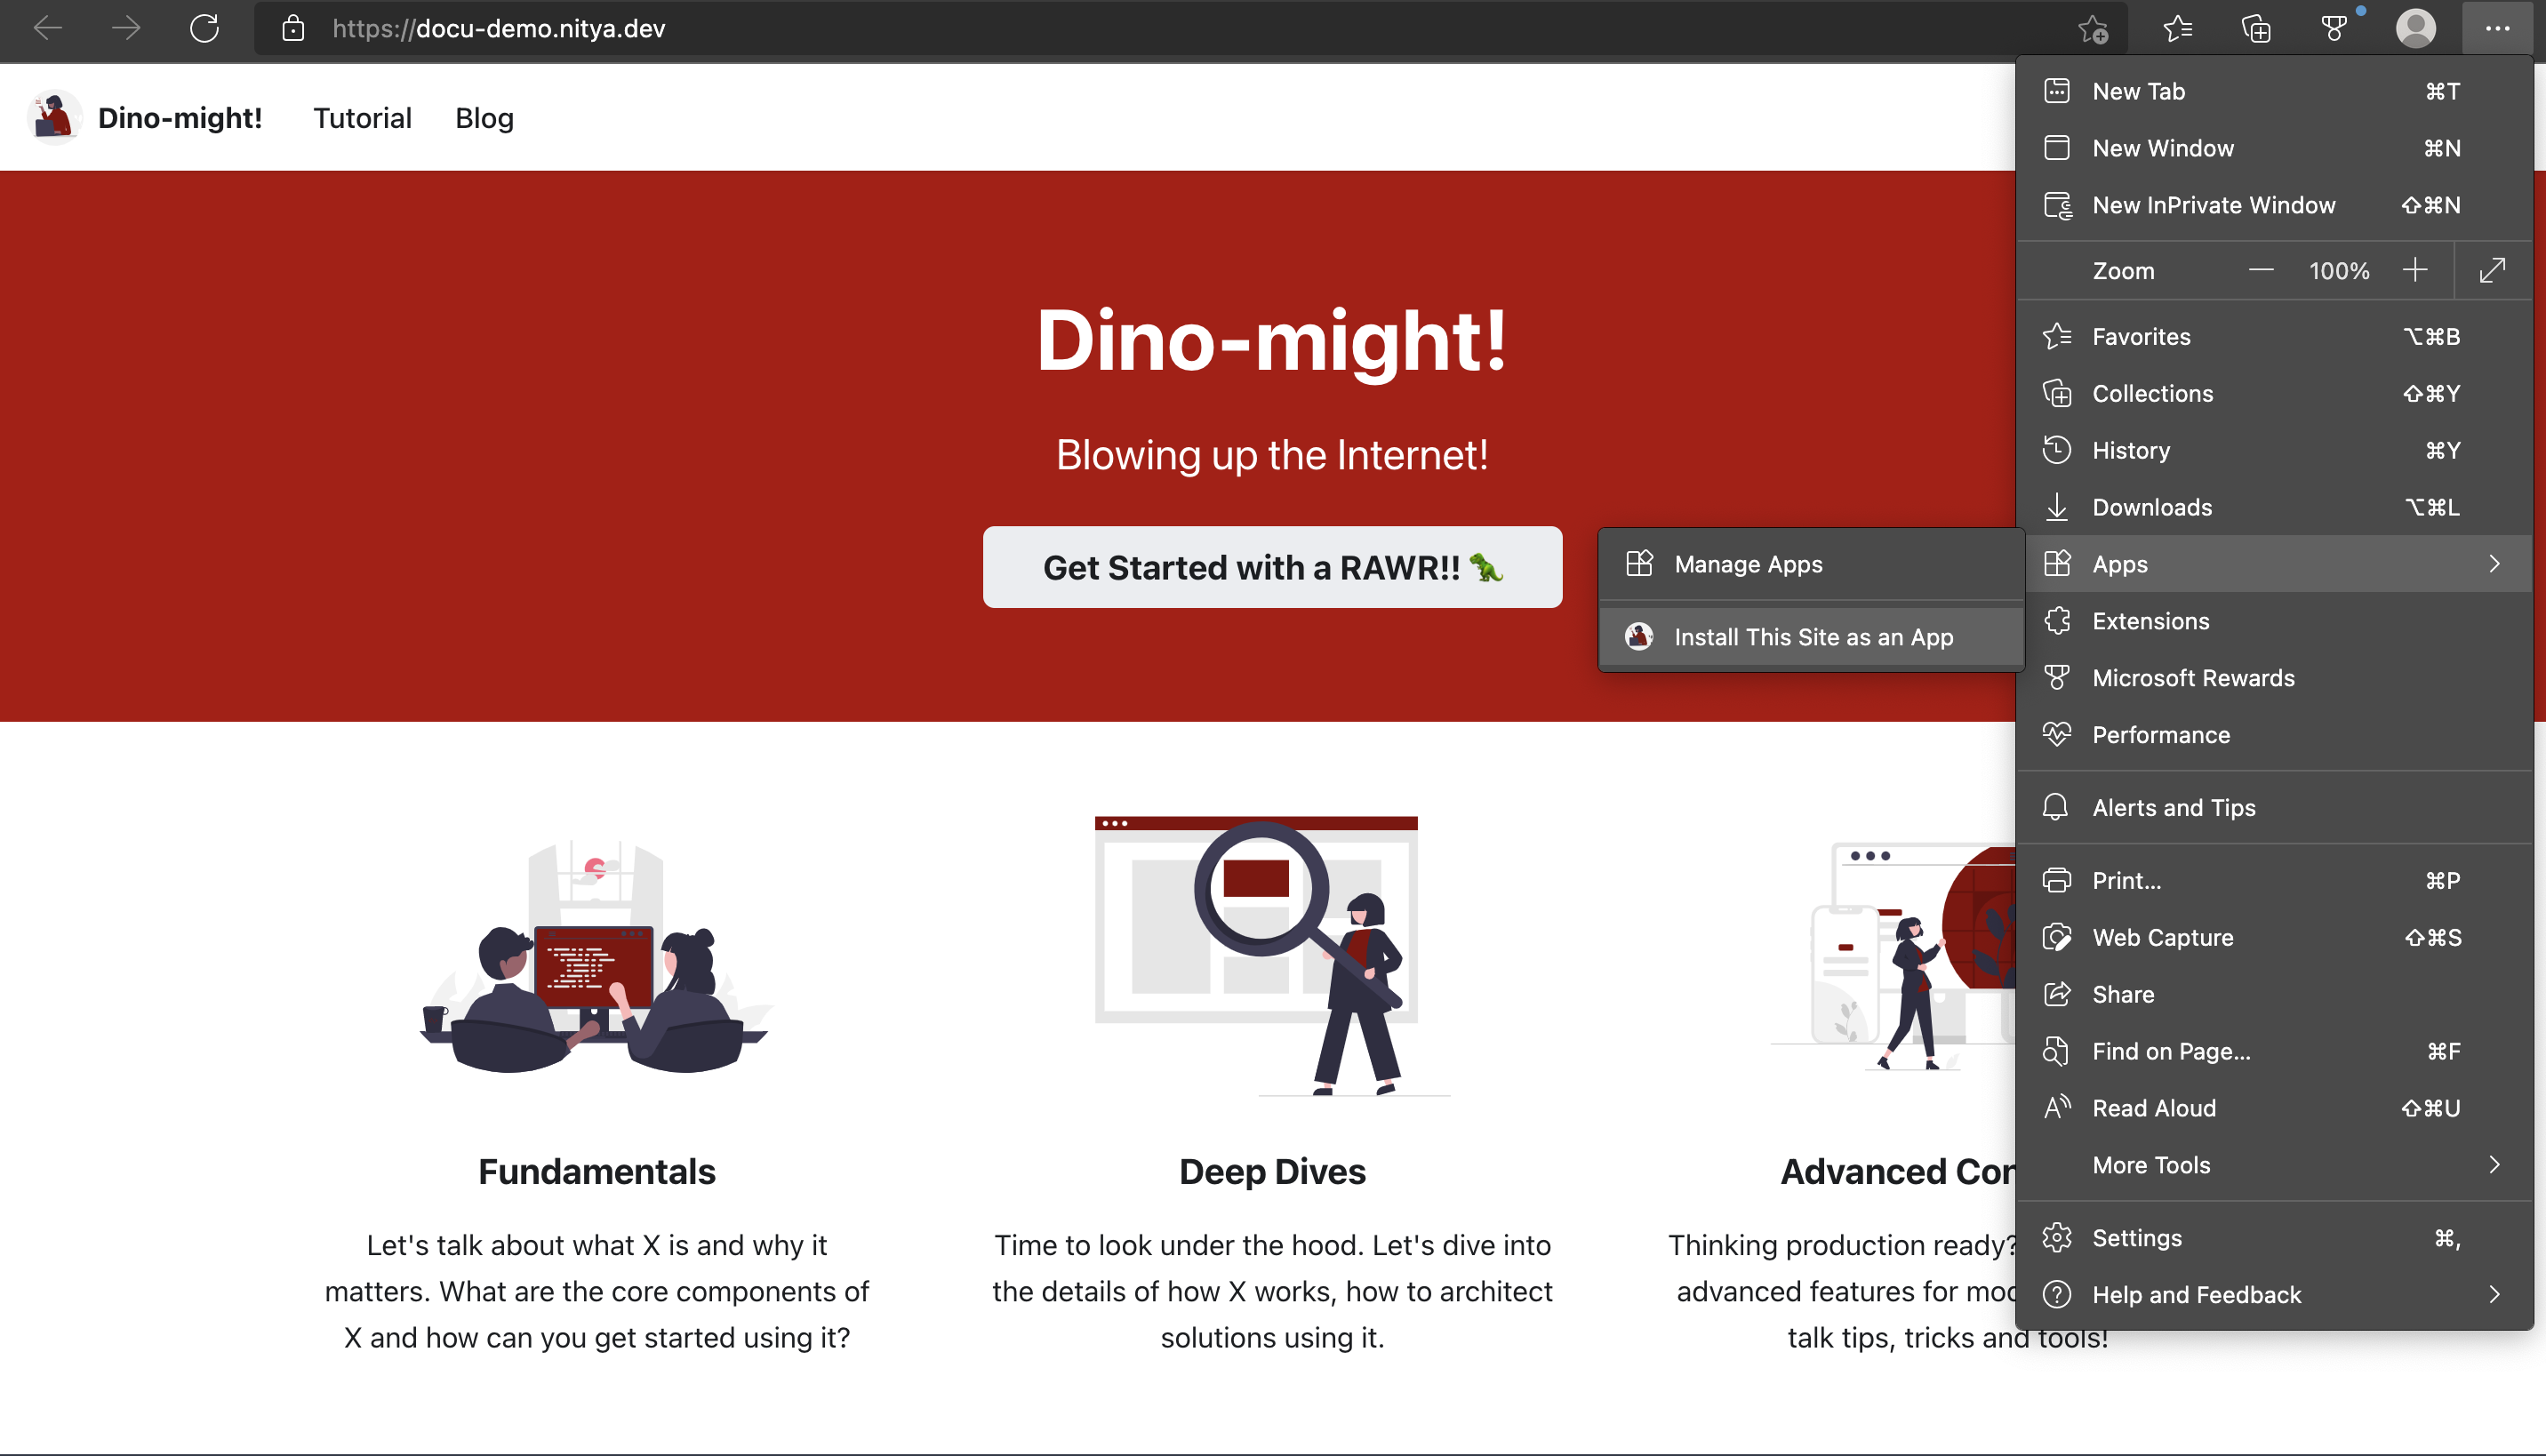 https://docu-demo.nitya.dev
Dino-might! Tutorial Blog
Dino-might!
Blowing up the Internet!
Get Started with a RAWR!! 🦖
Fundamentals
Let's talk about what X is and why it
matters. What are the core components of
X and how can you get started using it?
Deep Dives
Time to look under the hood. Let's dive into
the details of how X works, how to architect
solutions using it.
Advanced Con
Thinking production ready?
advanced features for mod
talk tips, tricks and tools!
New Tab ⌘T
New Window ⌘N
New InPrivate Window ⇧⌘N
Zoom — 100% +
Favorites ⌥⌘B
Collections ⇧⌘Y
History ⌘Y
Downloads ⌥⌘L
Apps
Manage Apps
Install This Site as an App
Extensions
Microsoft Rewards
Performance
Alerts and Tips
Print... ⌘P
Web Capture ⇧⌘S
Share
Find on Page... ⌘F
Read Aloud ⇧⌘U
More Tools
Settings ⌘,
Help and Feedback